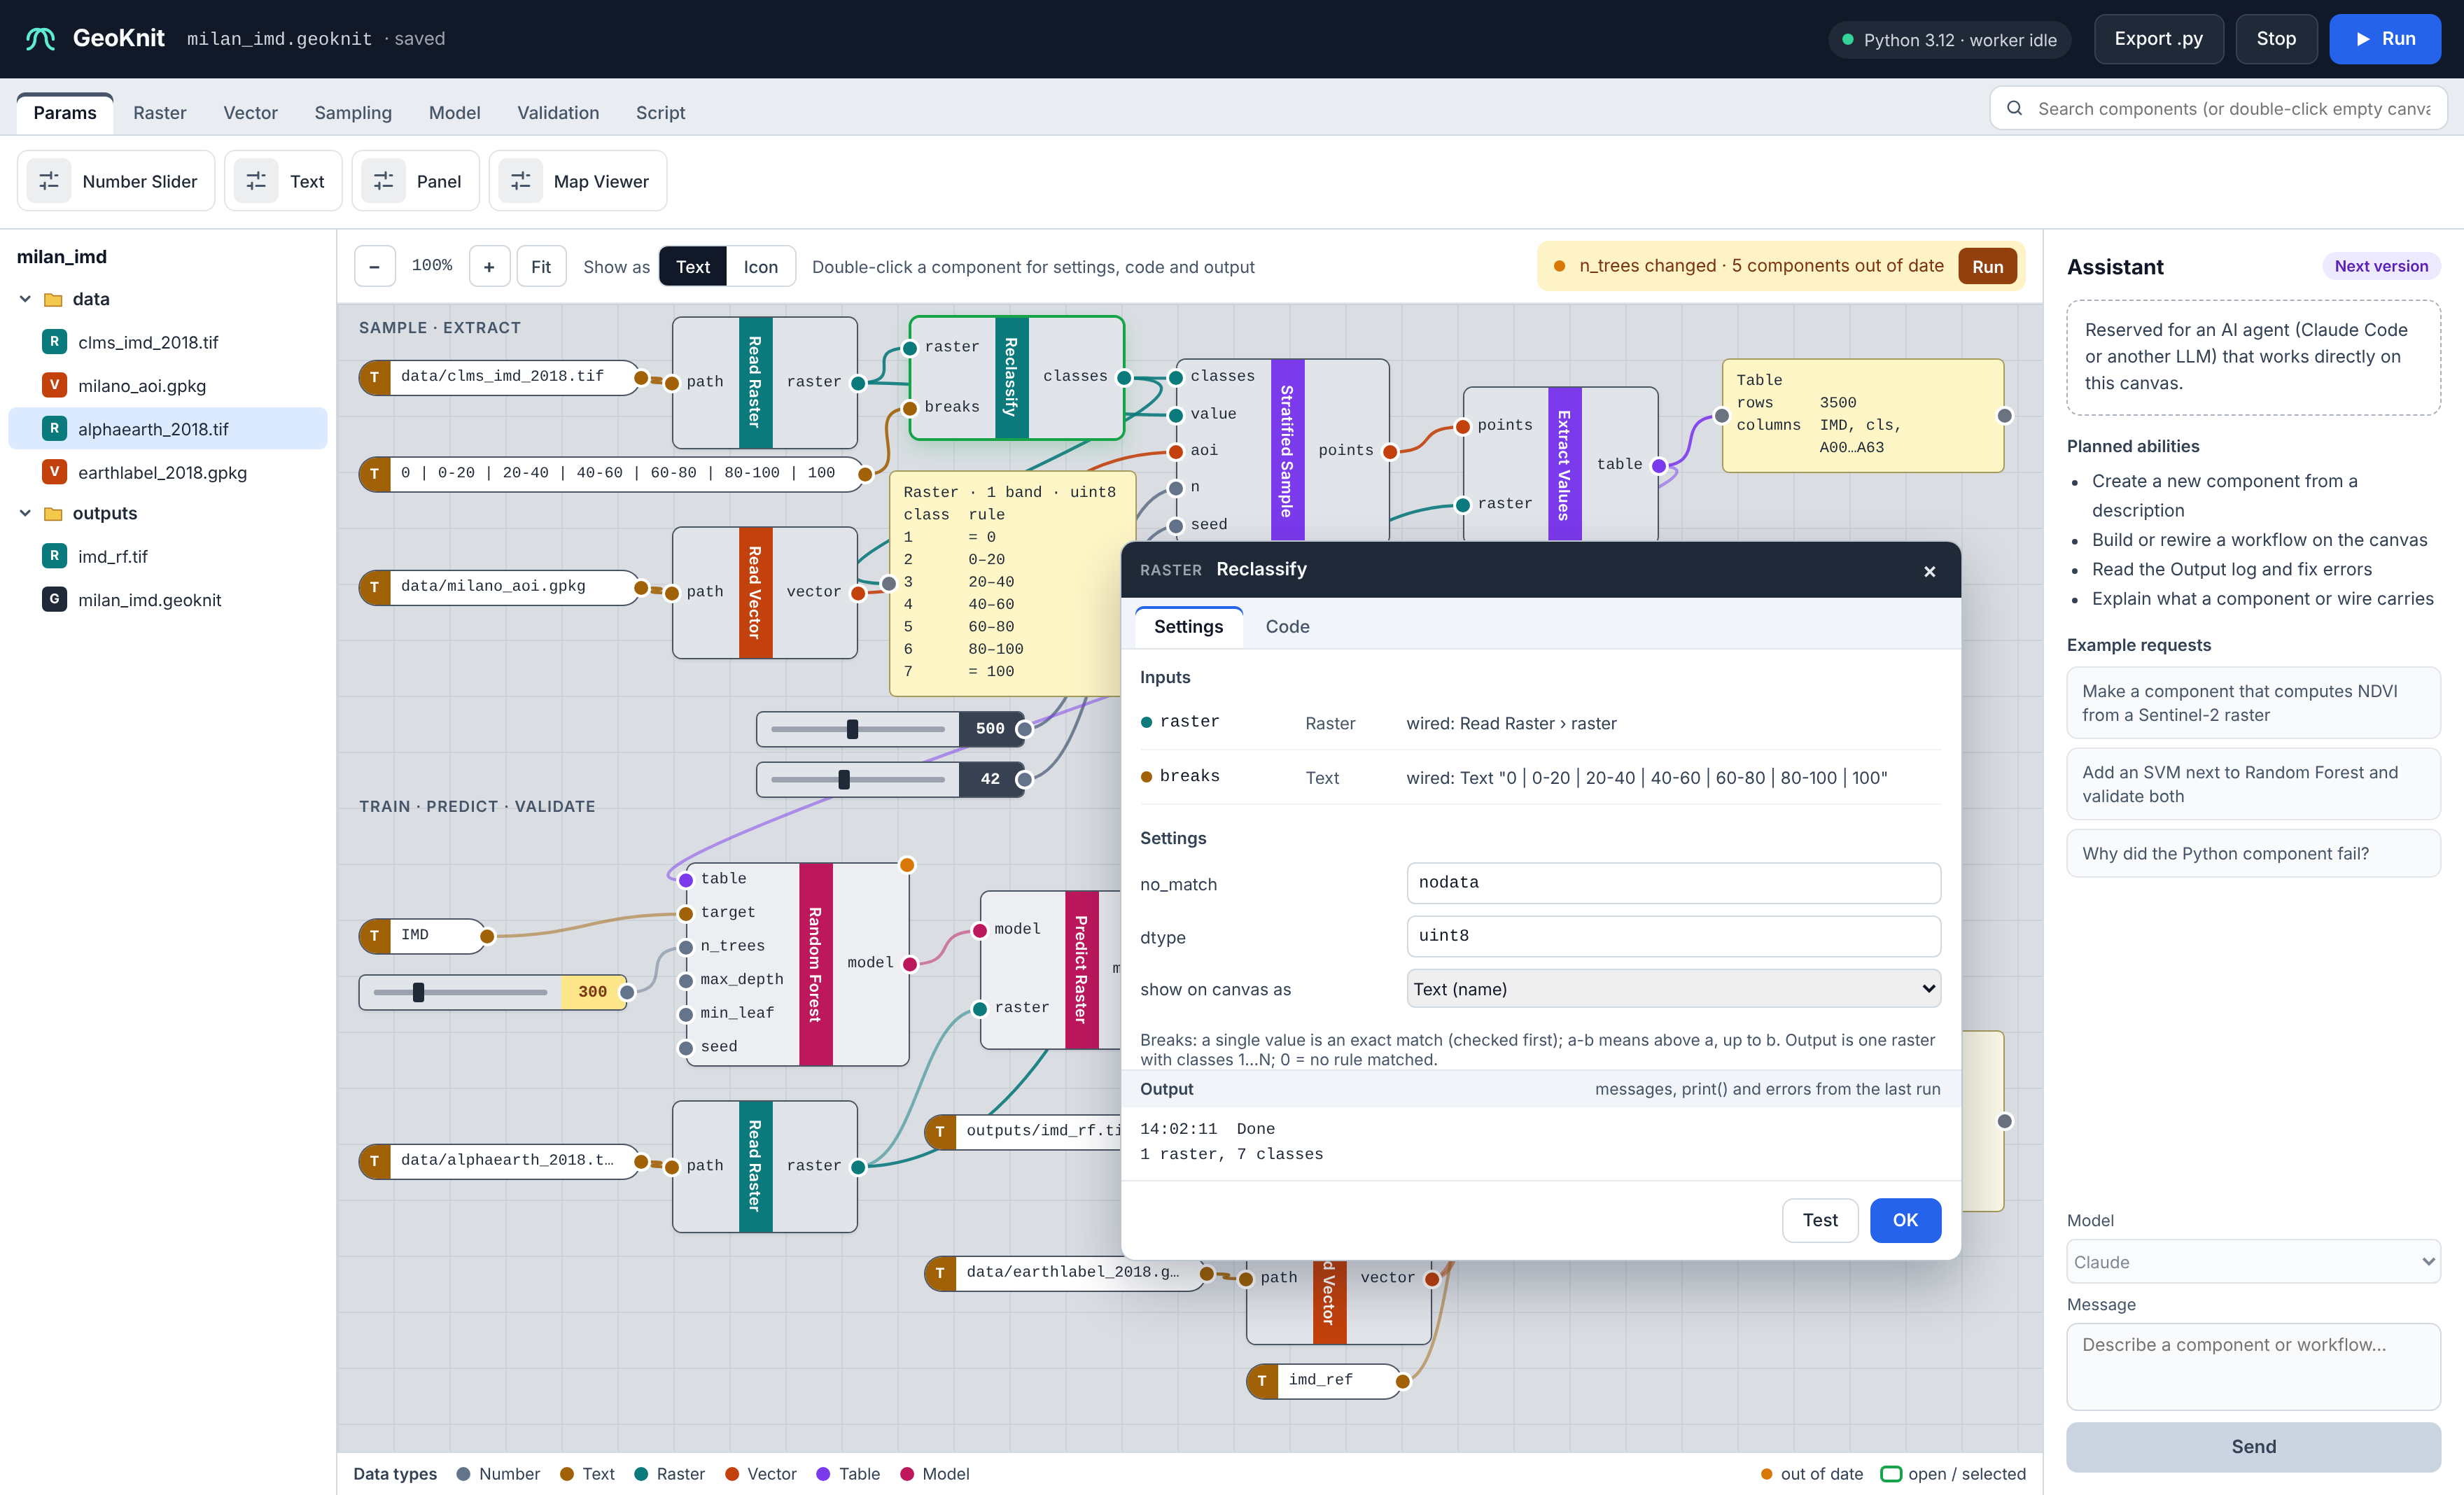 GeoKnit milan_imd.geoknit · saved
Python 3.12 · worker idle
Export .py
Stop
Run
Params Raster Vector Sampling Model Validation Script
Search components (or double-click empty canva
Number Slider
Text
Panel
Map Viewer
milan_imd
data
R clms_imd_2018.tif
V milano_aoi.gpkg
R alphaearth_2018.tif
V earthlabel_2018.gpkg
outputs
R imd_rf.tif
G milan_imd.geoknit
− 100% + Fit Show as Text Icon Double-click a component for settings, code and output
n_trees changed · 5 components out of date Run
SAMPLE · EXTRACT
T data/clms_imd_2018.tif
path Read Raster raster
raster
breaks
Reclassify
classes
T 0 | 0-20 | 20-40 | 40-60 | 60-80 | 80-100 | 100
T data/milano_aoi.gpkg
path Read Vector vector
Raster · 1 band · uint8
class rule
1 = 0
2 0–20
3 20–40
4 40–60
5 60–80
6 80–100
7 = 100
classes
value
aoi
n
seed
Stratified Sample
points
points
raster
Extract Values
table
Table
rows 3500
columns IMD, cls,
A00…A63
500
42
TRAIN · PREDICT · VALIDATE
T IMD
300
table
target
n_trees
max_depth
min_leaf
seed
Random Forest
model
model
raster
Predict Raster
T data/alphaearth_2018.t…
path Read Raster raster
T outputs/imd_rf.ti
T data/earthlabel_2018.g…
path d Vector vector
T imd_ref
RASTER Reclassify ×
Settings Code
Inputs
raster Raster wired: Read Raster › raster
breaks Text wired: Text "0 | 0-20 | 20-40 | 40-60 | 60-80 | 80-100 | 100"
Settings
no_match nodata
dtype uint8
show on canvas as Text (name)
Breaks: a single value is an exact match (checked first); a-b means above a, up to b. Output is one raster
with classes 1…N; 0 = no rule matched.
Output messages, print() and errors from the last run
14:02:11 Done
1 raster, 7 classes
Test OK
Data types Number Text Raster Vector Table Model
out of date open / selected
Assistant Next version
Reserved for an AI agent (Claude Code
or another LLM) that works directly on
this canvas.
Planned abilities
• Create a new component from a
description
• Build or rewire a workflow on the canvas
• Read the Output log and fix errors
• Explain what a component or wire carries
Example requests
Make a component that computes NDVI
from a Sentinel-2 raster
Add an SVM next to Random Forest and
validate both
Why did the Python component fail?
Model
Claude
Message
Describe a component or workflow…
Send